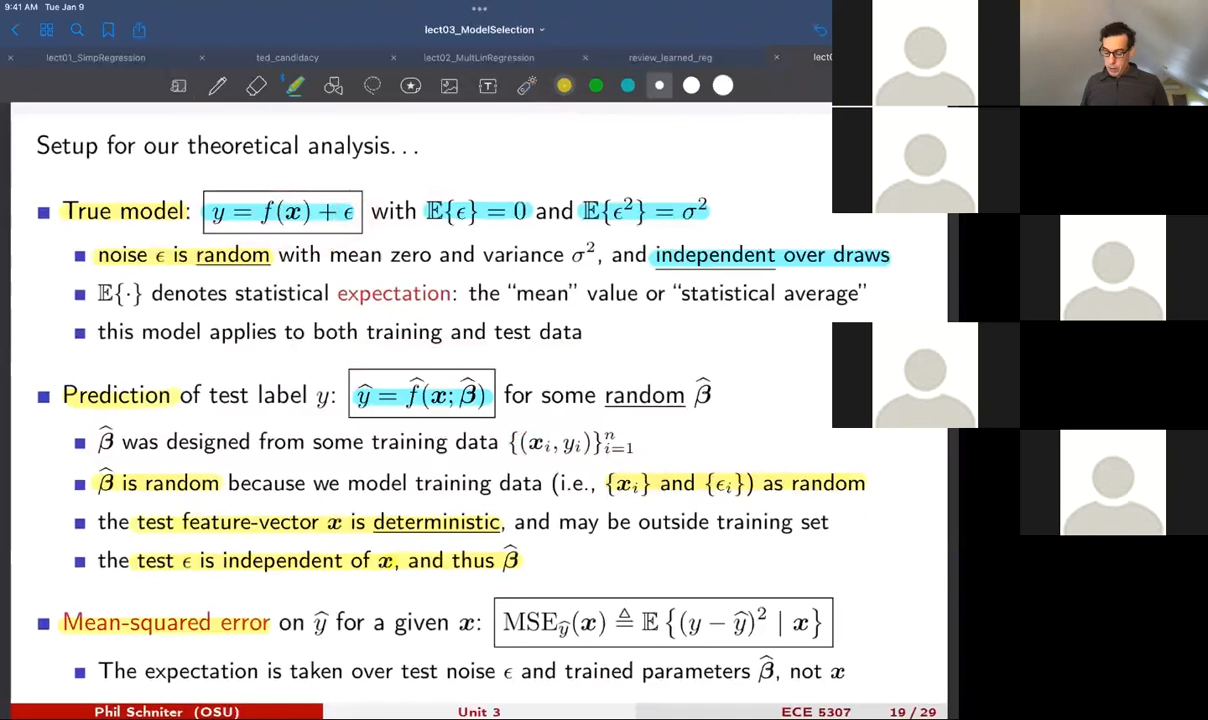 9:41 AM Tue Jan 9
lect03_ModelSelection
lect01_SimpRegression ted_candidacy lect02_MultLinRegression review_learned_reg lect0
Setup for our theoretical analysis. . .
True model: y = f(x) + ϵ with 𝔼{ϵ} = 0 and 𝔼{ϵ²} = σ²
noise ϵ is random with mean zero and variance σ², and independent over draws
𝔼{·} denotes statistical expectation: the “mean” value or “statistical average”
this model applies to both training and test data
Prediction of test label y: ŷ = f̂(x; β̂) for some random β̂
β̂ was designed from some training data {(xᵢ, yᵢ)}ⁿᵢ₌₁
β̂ is random because we model training data (i.e., {xᵢ} and {ϵᵢ}) as random
the test feature-vector x is deterministic, and may be outside training set
the test ϵ is independent of x, and thus β̂
Mean-squared error on ŷ for a given x: MSE_ŷ(x) ≜ 𝔼{(y − ŷ)² | x}
The expectation is taken over test noise ϵ and trained parameters β̂, not x
Phil Schniter (OSU) Unit 3 ECE 5307 19 / 29